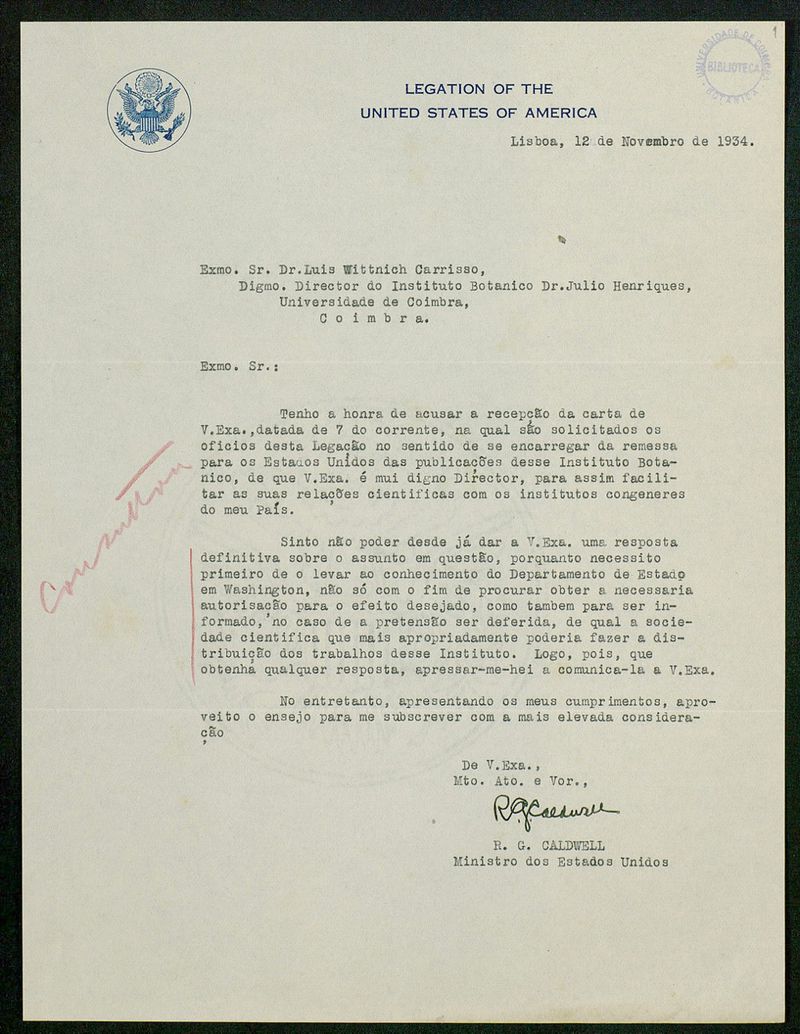 1
UNIVERSIDADE DE COIMBRA
BIBLIOTECA
BOTANICA
LEGATION OF THE
UNITED STATES OF AMERICA
Lisboa, 12 de Novembro de 1934.
Exmo. Sr. Dr.Luis Wittnich Carrisso,
Digmo. Director do Instituto Botanico Dr.Julio Henriques,
Universidade de Coimbra,
C o i m b r a.
Exmo. Sr.:
Tenho a honra de acusar a recepção da carta de
V.Exa.,datada de 7 do corrente, na qual são solicitados os
oficios desta Legação no sentido de se encarregar da remessa
para os Estados Unidos das publicações desse Instituto Bota-
nico, de que V.Exa. é mui digno Director, para assim facili-
tar as suas relações cientificas com os institutos congeneres
do meu País.
Sinto não poder desde já dar a V.Exa. uma resposta
definitiva sobre o assunto em questão, porquanto necessito
primeiro de o levar ao conhecimento do Departamento de Estado
em Washington, não só com o fim de procurar obter a necessaria
autorisação para o efeito desejado, como tambem para ser in-
formado, no caso de a pretensão ser deferida, de qual a socie-
dade cientifica que mais apropriadamente poderia fazer a dis-
tribuição dos trabalhos desse Instituto. Logo, pois, que
obtenha qualquer resposta, apressar-me-hei a comunica-la a V.Exa.
No entretanto, apresentando os meus cumprimentos, apro-
veito o ensejo para me subscrever com a mais elevada considera-
ção
De V.Exa.,
Mto. Ato. e Vor.,
R G Caldwell
R. G. CALDWELL
Ministro dos Estados Unidos